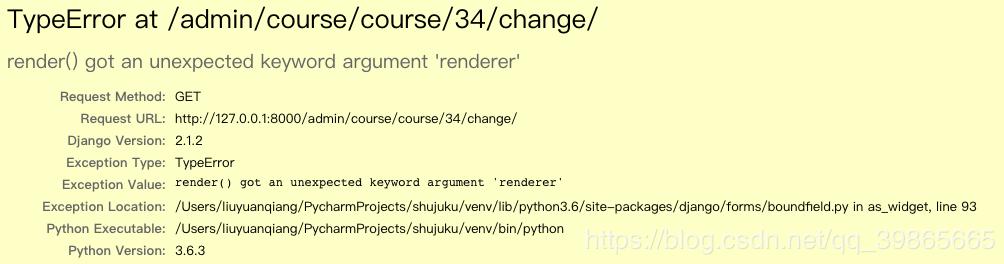 TypeError at /admin/course/course/34/change/
render() got an unexpected keyword argument 'renderer'
Request Method: GET
Request URL: http://127.0.0.1:8000/admin/course/course/34/change/
Django Version: 2.1.2
Exception Type: TypeError
Exception Value: render() got an unexpected keyword argument 'renderer'
Exception Location: /Users/liuyuanqiang/PycharmProjects/shujuku/venv/lib/python3.6/site-packages/django/forms/boundfield.py in as_widget, line 93
Python Executable: /Users/liuyuanqiang/PycharmProjects/shujuku/venv/bin/python
Python Version: 3.6.3
https://blog.csdn.net/qq_39865665